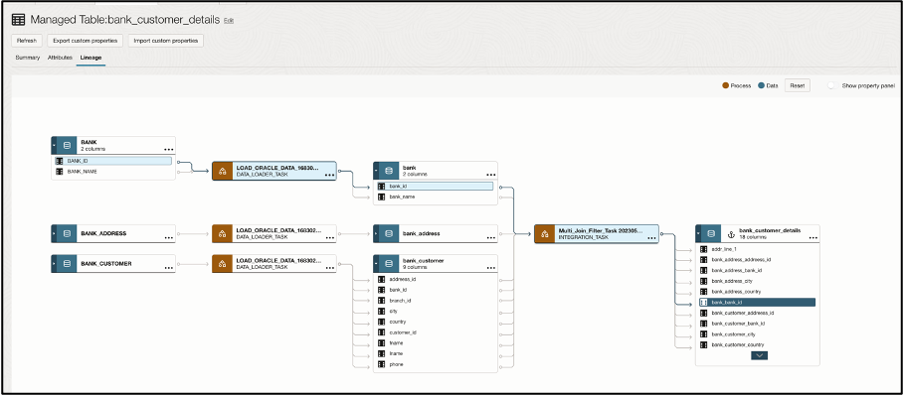 Managed Table:bank_customer_details Edit
Refresh Export custom properties Import custom properties
Summary Attributes Lineage
Process Data Reset Show property panel
BANK
2 columns
BANK_ID
BANK_NAME
LOAD_ORACLE_DATA_16830...
DATA_LOADER_TASK
bank
2 columns
bank_id
bank_name
BANK_ADDRESS
LOAD_ORACLE_DATA_168302...
DATA_LOADER_TASK
bank_address
BANK_CUSTOMER
LOAD_ORACLE_DATA_168302...
DATA_LOADER_TASK
bank_customer
9 columns
address_id
bank_id
branch_id
city
country
customer_id
fname
lname
phone
Multi_Join_Filter_Task 202305...
INTEGRATION_TASK
bank_customer_details
18 columns
addr_line_1
bank_address_address_id
bank_address_bank_id
bank_address_city
bank_address_country
bank_bank_id
bank_customer_address_id
bank_customer_bank_id
bank_customer_city
bank_customer_country